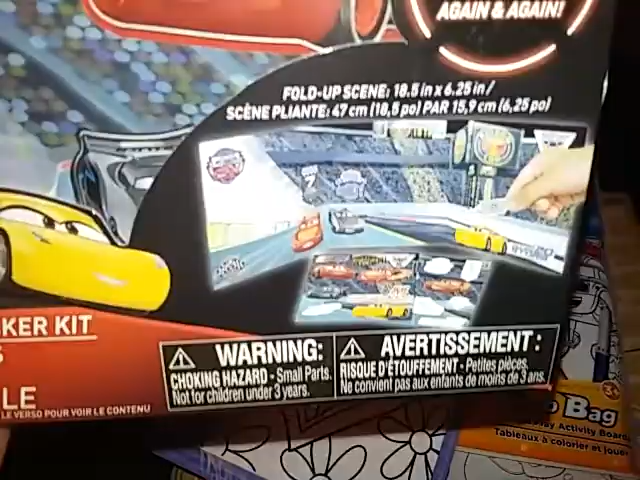 AGAIN & AGAIN!
FOLD-UP SCENE: 18.5 in x 6.25 in /
SCÈNE PLIANTE: 47 cm (18,5 po) PAR 15,9 cm (6,25 po)
KER KIT
S
LE
LE VERSO POUR VOIR LE CONTENU
WARNING:
CHOKING HAZARD - Small Parts.
Not for children under 3 years.
AVERTISSEMENT:
RISQUE D'ÉTOUFFEMENT - Petites pièces.
Ne convient pas aux enfants de moins de 3 ans.
Bag
Activity Board
Tableaux à colorier et jouer